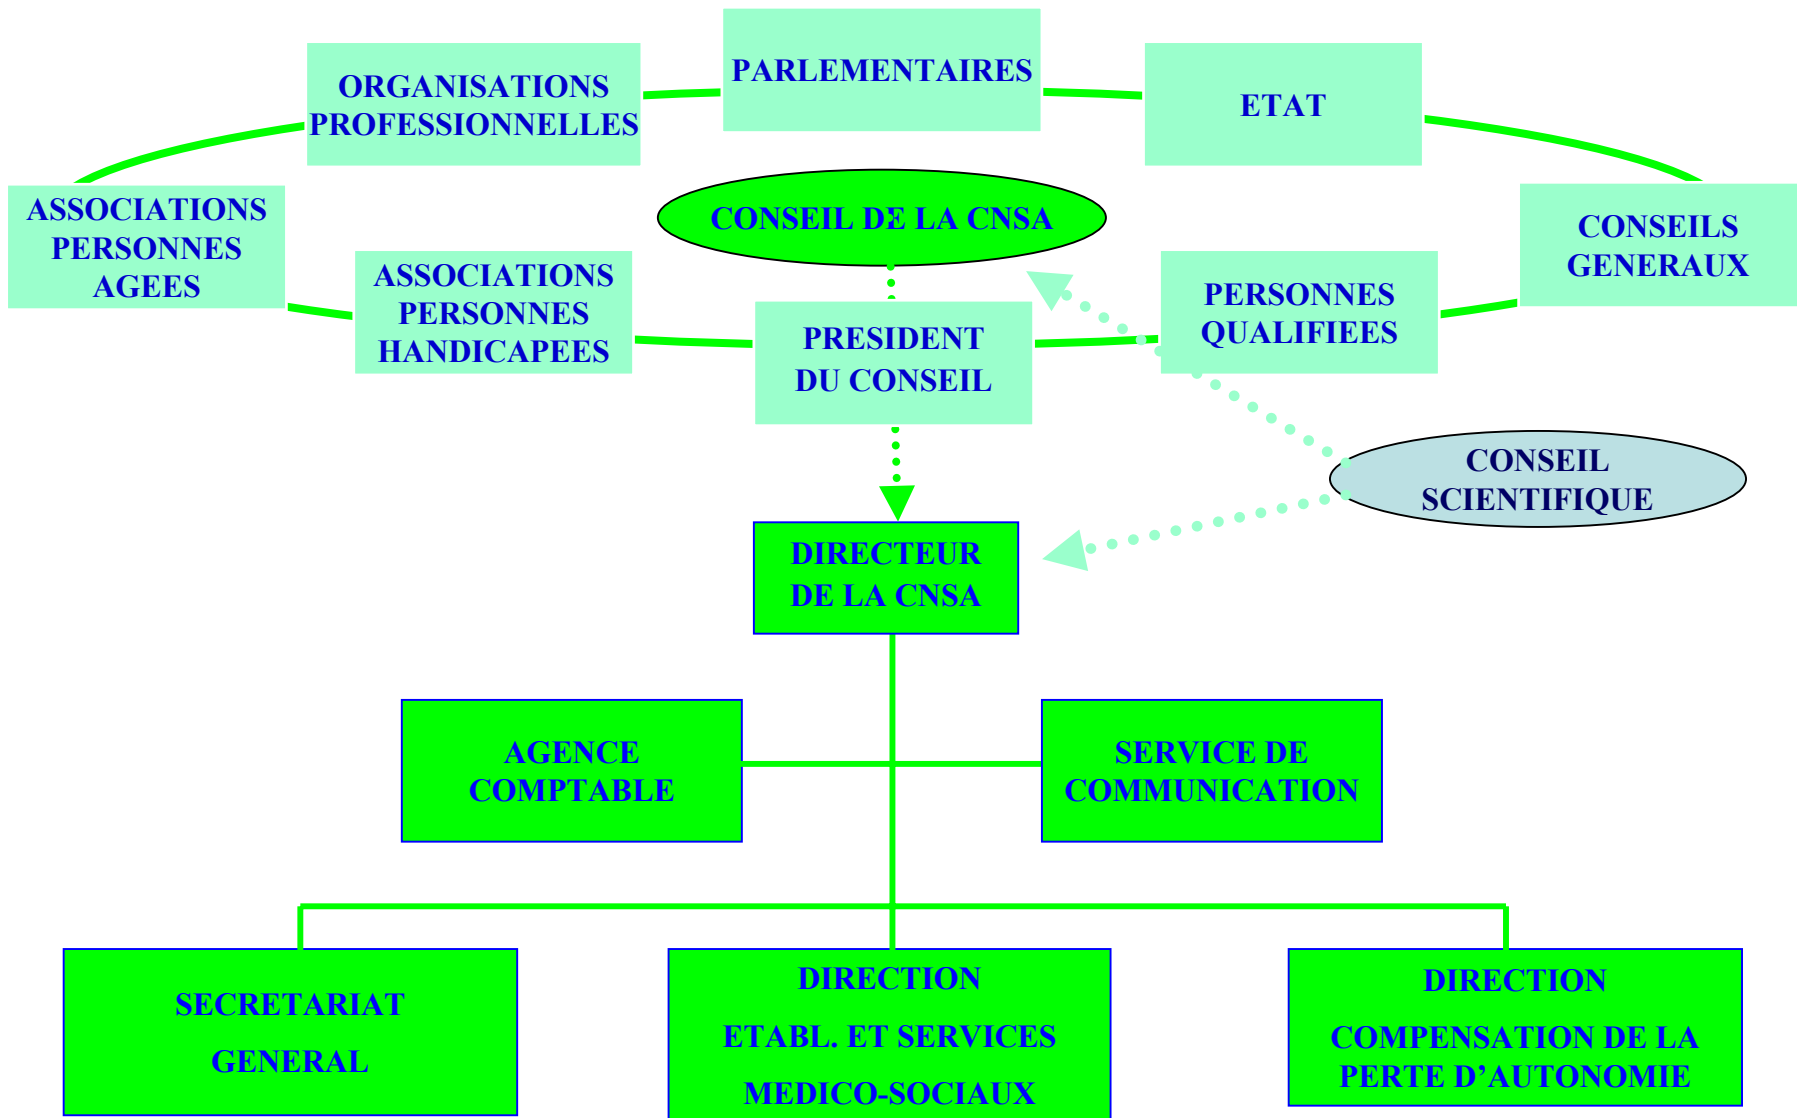 PARLEMENTAIRES
ORGANISATIONS
PROFESSIONNELLES
ETAT
ASSOCIATIONS
PERSONNES
AGEES
CONSEIL DE LA CNSA
CONSEILS
GENERAUX
ASSOCIATIONS
PERSONNES
HANDICAPEES
PRESIDENT
DU CONSEIL
PERSONNES
QUALIFIEES
CONSEIL
SCIENTIFIQUE
DIRECTEUR
DE LA CNSA
AGENCE
COMPTABLE
SERVICE DE
COMMUNICATION
SECRETARIAT
GENERAL
DIRECTION
ETABL. ET SERVICES
MEDICO-SOCIAUX
DIRECTION
COMPENSATION DE LA
PERTE D’AUTONOMIE